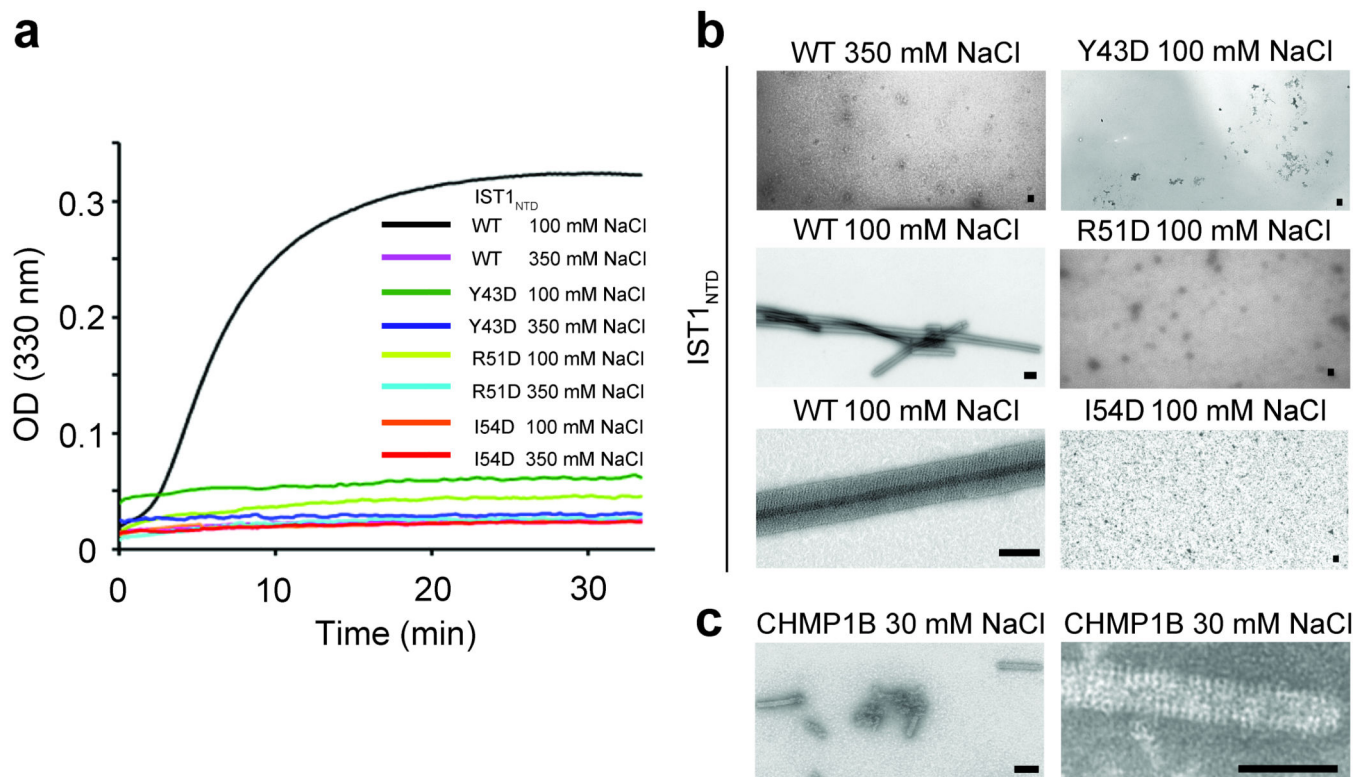 a
OD (330 nm)
0.3
0.2
0.1
0
0 10 20 30
Time (min)
IST1NTD
WT 100 mM NaCl
WT 350 mM NaCl
Y43D 100 mM NaCl
Y43D 350 mM NaCl
R51D 100 mM NaCl
R51D 350 mM NaCl
I54D 100 mM NaCl
I54D 350 mM NaCl
b
IST1NTD
WT 350 mM NaCl
Y43D 100 mM NaCl
WT 100 mM NaCl
R51D 100 mM NaCl
WT 100 mM NaCl
I54D 100 mM NaCl
c
CHMP1B 30 mM NaCl
CHMP1B 30 mM NaCl